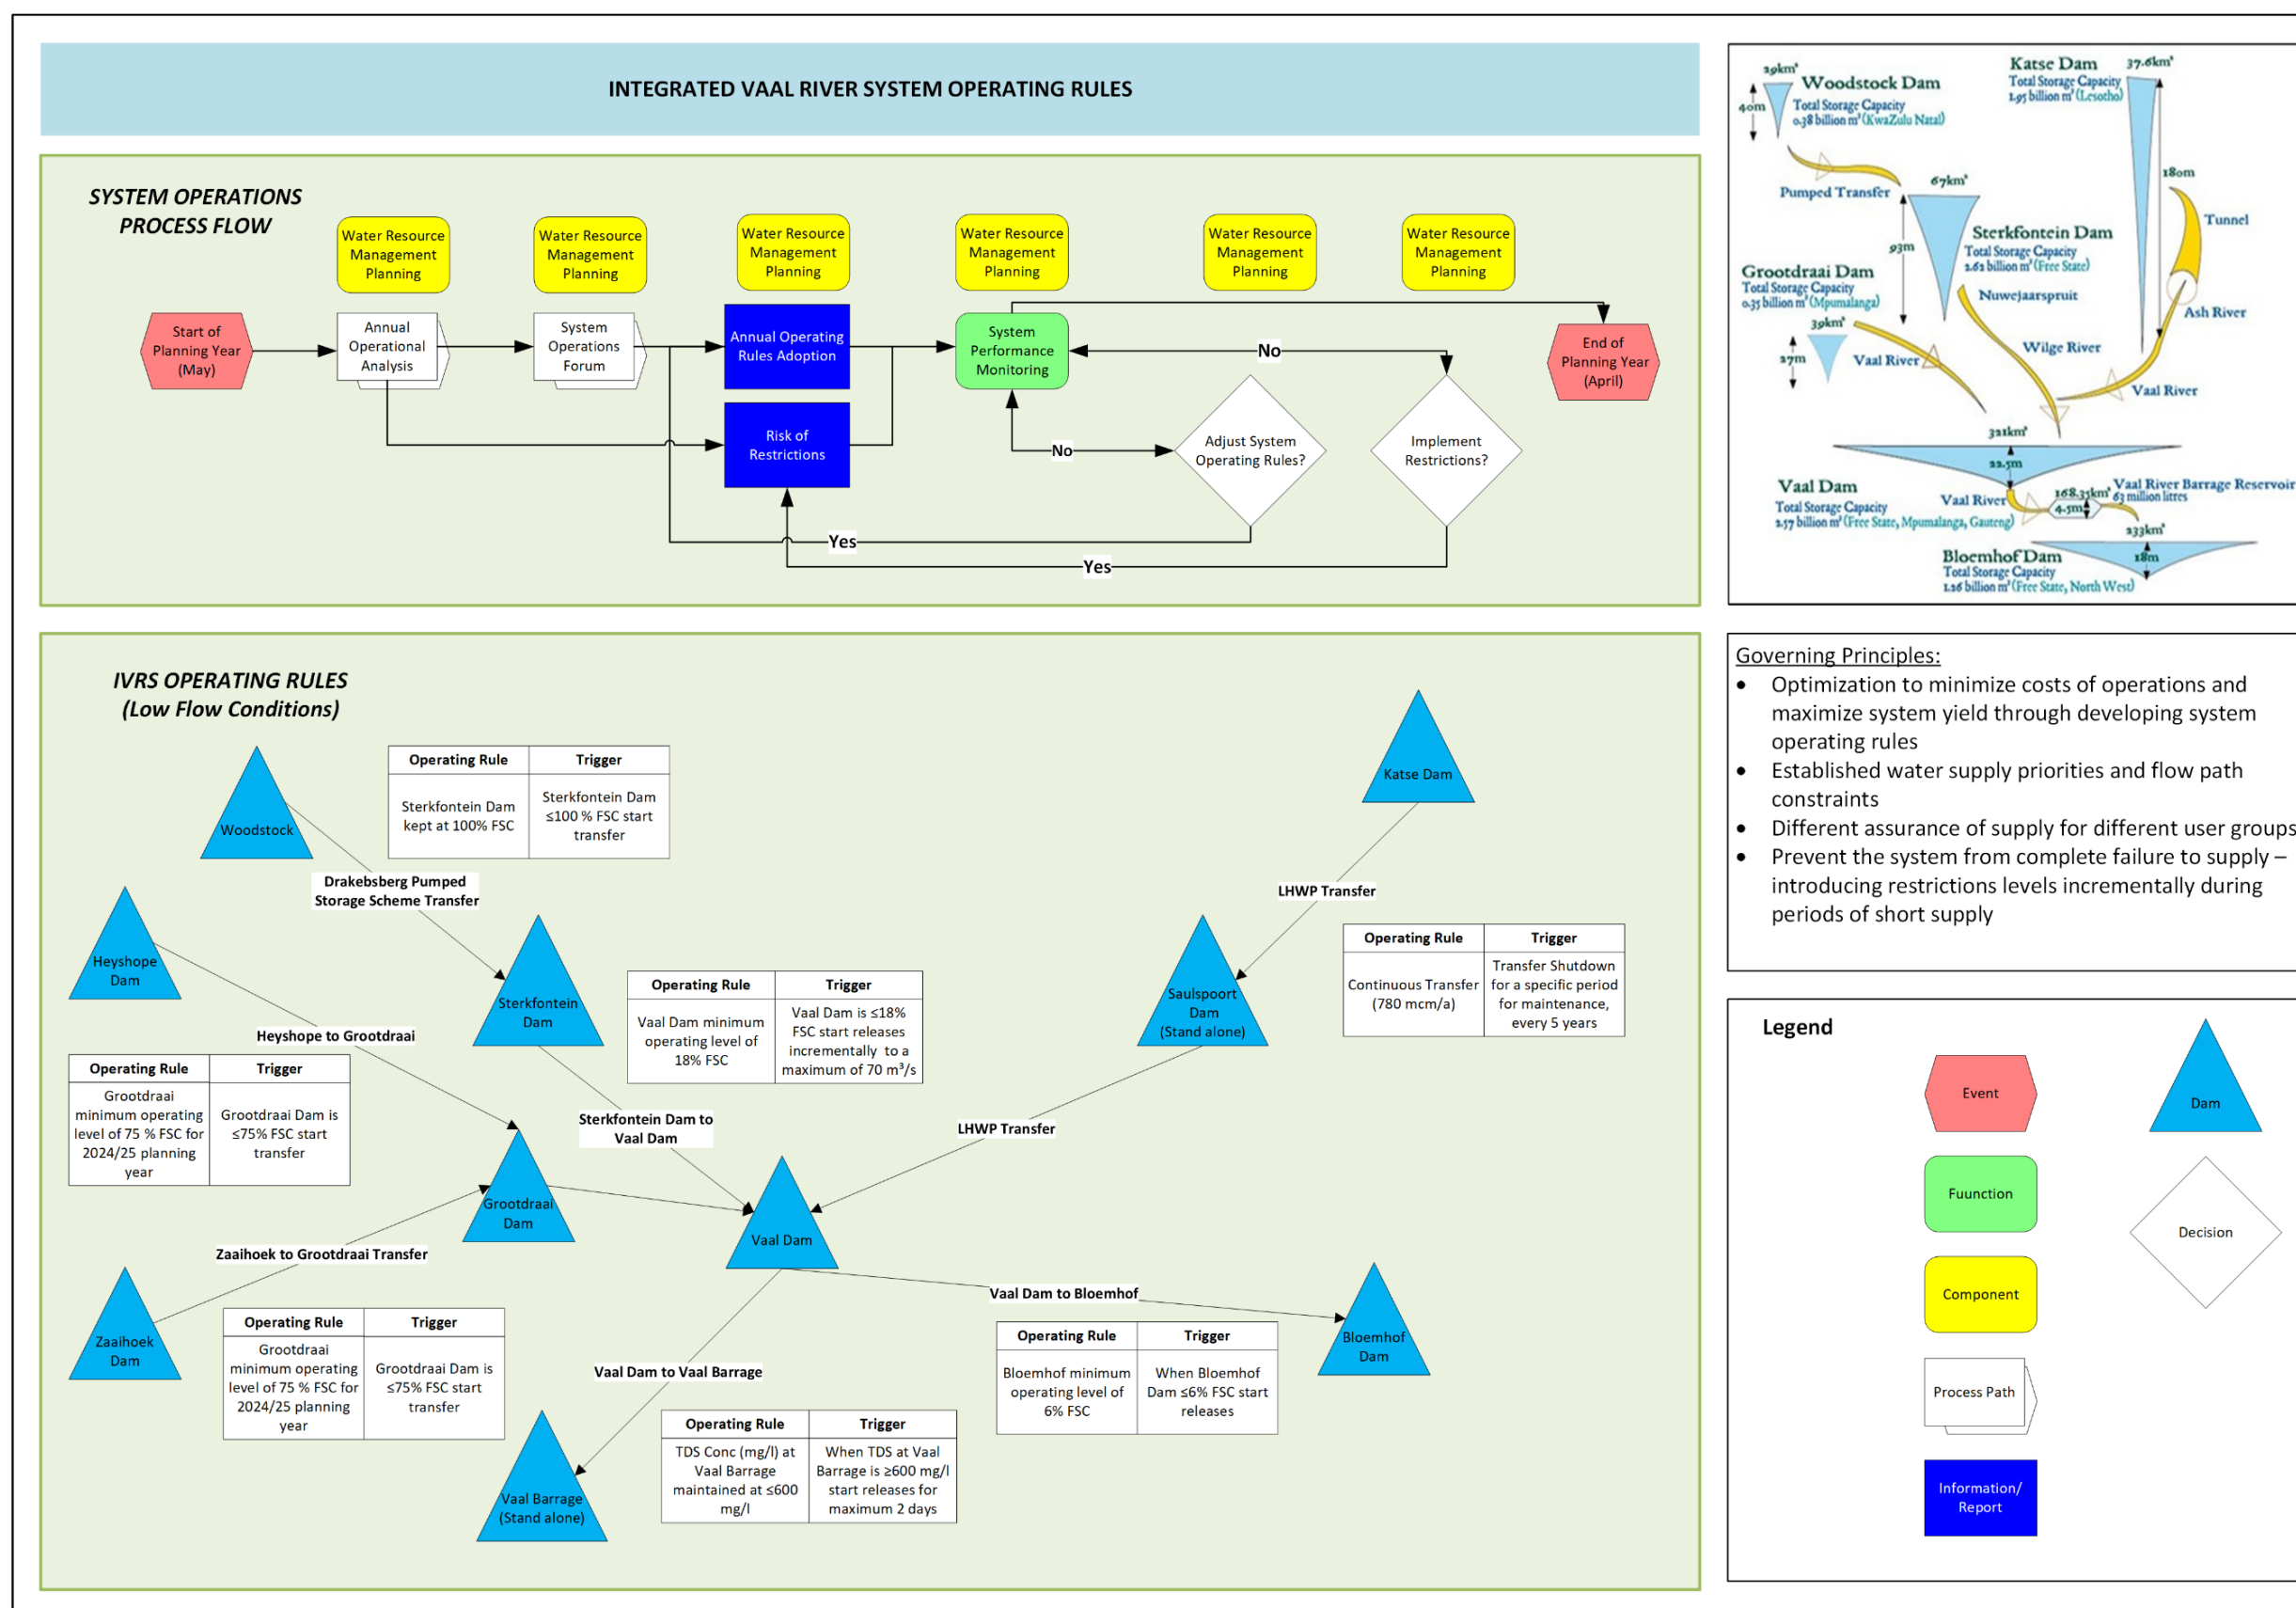 INTEGRATED VAAL RIVER SYSTEM OPERATING RULES
SYSTEM OPERATIONS
PROCESS FLOW
Water Resource
Management
Planning
Water Resource
Management
Planning
Water Resource
Management
Planning
Water Resource
Management
Planning
Water Resource
Management
Planning
Water Resource
Management
Planning
Start of
Planning Year
(May)
Annual
Operational
Analysis
System
Operations
Forum
Annual Operating
Rules Adoption
System
Performance
Monitoring
No
End of
Planning Year
(April)
Risk of
Restrictions
No
Adjust System
Operating Rules?
Implement
Restrictions?
Yes
Yes
29km²
Woodstock Dam
40m
Total Storage Capacity
0.38 billion m³ (KwaZulu Natal)
Katse Dam
37.6km²
Total Storage Capacity
1.95 billion m³ (Lesotho)
180m
Pumped Transfer
67km²
Tunnel
93m
Sterkfontein Dam
Total Storage Capacity
2.62 billion m³ (Free State)
Grootdraai Dam
Total Storage Capacity
0.35 billion m³ (Mpumalanga)
Nuwejaarspruit
Ash River
39km²
27m
Vaal River
Wilge River
Vaal River
321km²
22.5m
Vaal Dam
Total Storage Capacity
2.57 billion m³ (Free State, Mpumalanga, Gauteng)
Vaal River
168.35km²
4.5m
Vaal River Barrage Reservoir
63 million litres
233km²
18m
Bloemhof Dam
Total Storage Capacity
1.26 billion m³ (Free State, North West)
IVRS OPERATING RULES
(Low Flow Conditions)
Woodstock
Operating Rule
Trigger
Sterkfontein Dam
kept at 100% FSC
Sterkfontein Dam
≤100 % FSC start
transfer
Drakebsberg Pumped
Storage Scheme Transfer
Katse Dam
LHWP Transfer
Heyshope
Dam
Heyshope to Grootdraai
Sterkfontein
Dam
Operating Rule
Trigger
Vaal Dam minimum
operating level of
18% FSC
Vaal Dam is ≤18%
FSC start releases
incrementally to a
maximum of 70 m³/s
Saulspoort
Dam
(Stand alone)
Operating Rule
Trigger
Continuous Transfer
(780 mcm/a)
Transfer Shutdown
for a specific period
for maintenance,
every 5 years
Operating Rule
Trigger
Grootdraai
minimum operating
level of 75 % FSC for
2024/25 planning
year
Grootdraai Dam is
≤75% FSC start
transfer
Sterkfontein Dam to
Vaal Dam
LHWP Transfer
Grootdraai
Dam
Vaal Dam
Zaaihoek to Grootdraai Transfer
Zaaihoek
Dam
Operating Rule
Trigger
Grootdraai
minimum operating
level of 75 % FSC for
2024/25 planning
year
Grootdraai Dam is
≤75% FSC start
transfer
Vaal Dam to Bloemhof
Bloemhof
Dam
Operating Rule
Trigger
Bloemhof minimum
operating level of
6% FSC
When Bloemhof
Dam ≤6% FSC start
releases
Vaal Dam to Vaal Barrage
Vaal Barrage
(Stand alone)
Operating Rule
Trigger
TDS Conc (mg/l) at
Vaal Barrage
maintained at ≤600
mg/l
When TDS at Vaal
Barrage is ≥600 mg/l
start releases for
maximum 2 days
Governing Principles:
• Optimization to minimize costs of operations and
maximize system yield through developing system
operating rules
• Established water supply priorities and flow path
constraints
• Different assurance of supply for different user groups
• Prevent the system from complete failure to supply –
introducing restrictions levels incrementally during
periods of short supply
Legend
Event
Dam
Fuunction
Decision
Component
Process Path
Information/
Report